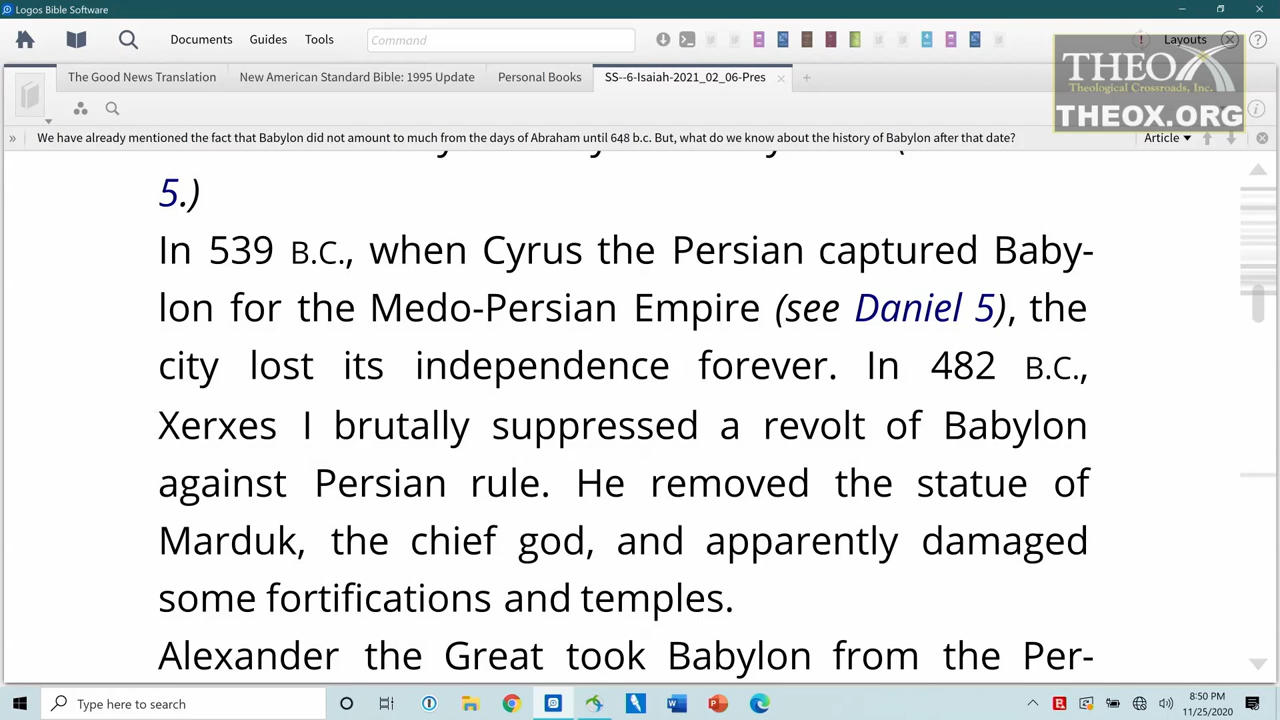 Logos Bible Software
Documents Guides Tools Command Layouts
THEOX
Theological Crossroads, Inc.
THEOX.ORG
The Good News Translation New American Standard Bible: 1995 Update Personal Books SS--6-Isaiah-2021_02_06-Pres
We have already mentioned the fact that Babylon did not amount to much from the days of Abraham until 648 b.c. But, what do we know about the history of Babylon after that date? Article
5.)
In 539 B.C., when Cyrus the Persian captured Baby-
lon for the Medo-Persian Empire (see Daniel 5), the
city lost its independence forever. In 482 B.C.,
Xerxes I brutally suppressed a revolt of Babylon
against Persian rule. He removed the statue of
Marduk, the chief god, and apparently damaged
some fortifications and temples.
Alexander the Great took Babylon from the Per-
Type here to search
8:50 PM
11/25/2020